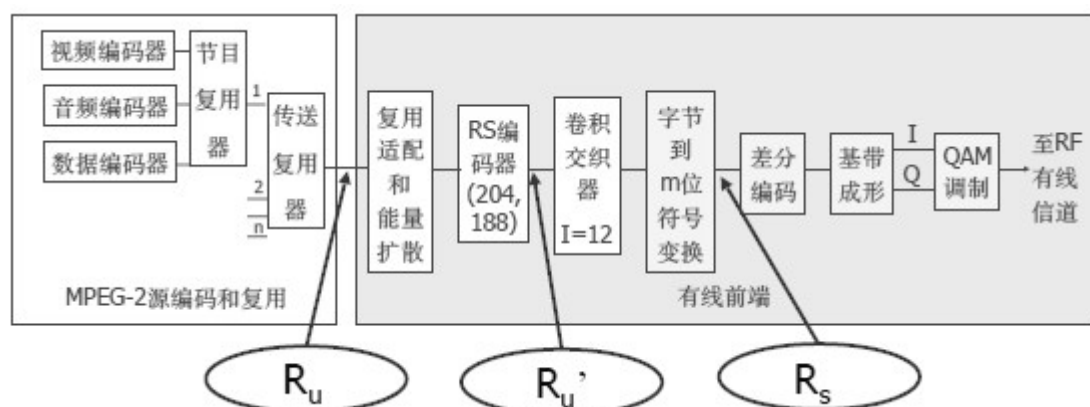 视频编码器
音频编码器
数据编码器
节目
复用
器
1
2
n
传送
复用
器
MPEG-2源编码和复用
复用
适配
和
能量
扩散
RS编
码器
(204,
188)
卷积
交织
器
I=12
字节
到
m位
符号
变换
差分
编码
基带
成形
I
Q
QAM
调制
至RF
有线
信道
有线前端
Ru
Ru’
Rs